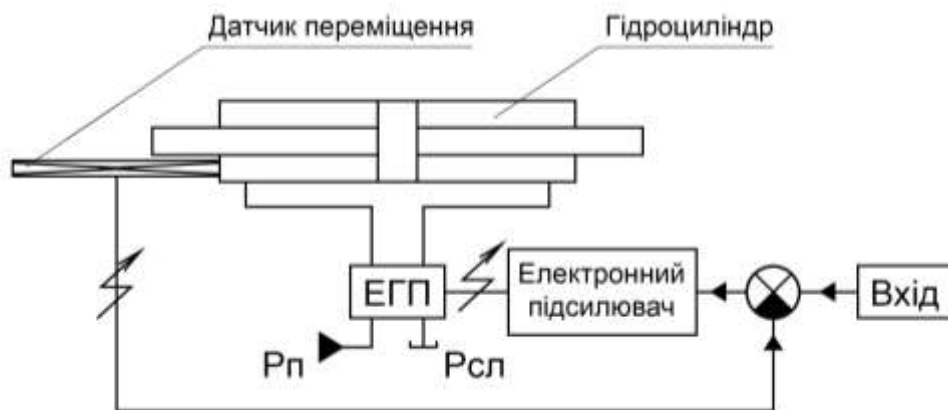 Датчик переміщення
Гідроциліндр
ЕГП
Електронний
підсилювач
Вхід
Рп
Рсл